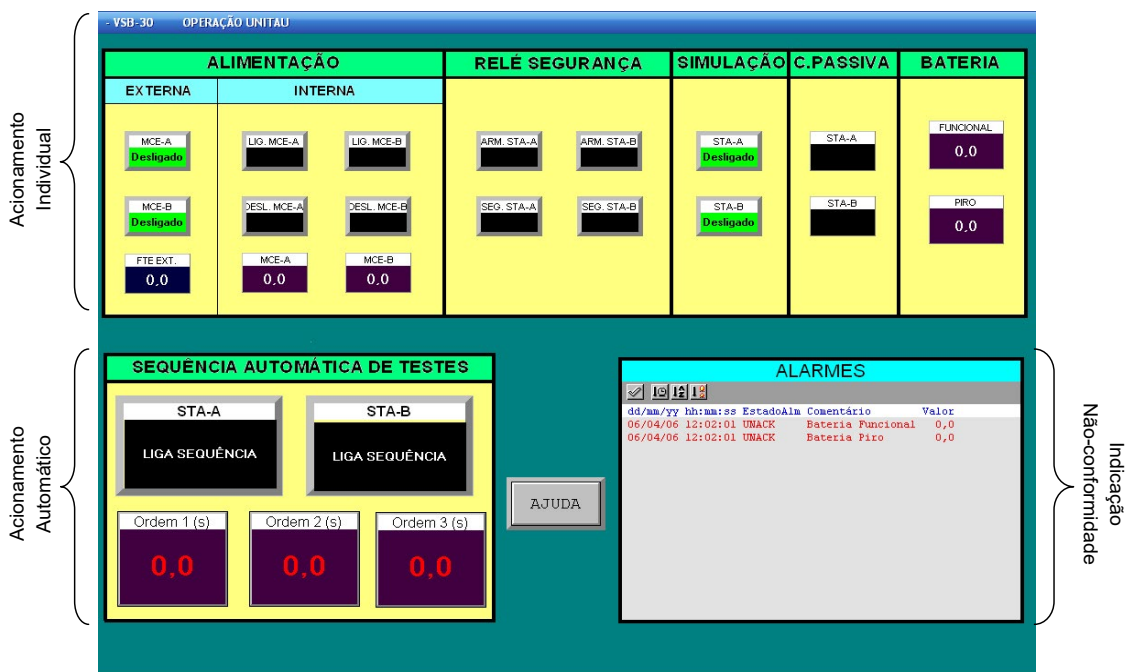 - VSB-30 OPERAÇÃO UNITAU
Acionamento
Individual
ALIMENTAÇÃO
EXTERNA
INTERNA
MCE-A
Desligado
LIG. MCE-A
LIG. MCE-B
MCE-B
Desligado
DESL. MCE-A
DESL. MCE-B
FTE EXT.
0,0
MCE-A
0,0
MCE-B
0,0
RELÉ SEGURANÇA
ARM. STA-A
ARM. STA-B
SEG. STA-A
SEG. STA-B
SIMULAÇÃO
STA-A
Desligado
STA-B
Desligado
C.PASSIVA
STA-A
STA-B
BATERIA
FUNCIONAL
0,0
PIRO
0,0
Acionamento
Automático
SEQUÊNCIA AUTOMÁTICA DE TESTES
STA-A
LIGA SEQUÊNCIA
STA-B
LIGA SEQUÊNCIA
Ordem 1 (s)
0,0
Ordem 2 (s)
0,0
Ordem 3 (s)
0,0
AJUDA
ALARMES
dd/mm/yy hh:mm:ss EstadoAlm Comentário Valor
06/04/06 12:02:01 UNACK Bateria Funcional 0,0
06/04/06 12:02:01 UNACK Bateria Piro 0,0
Indicação
Não-conformidade